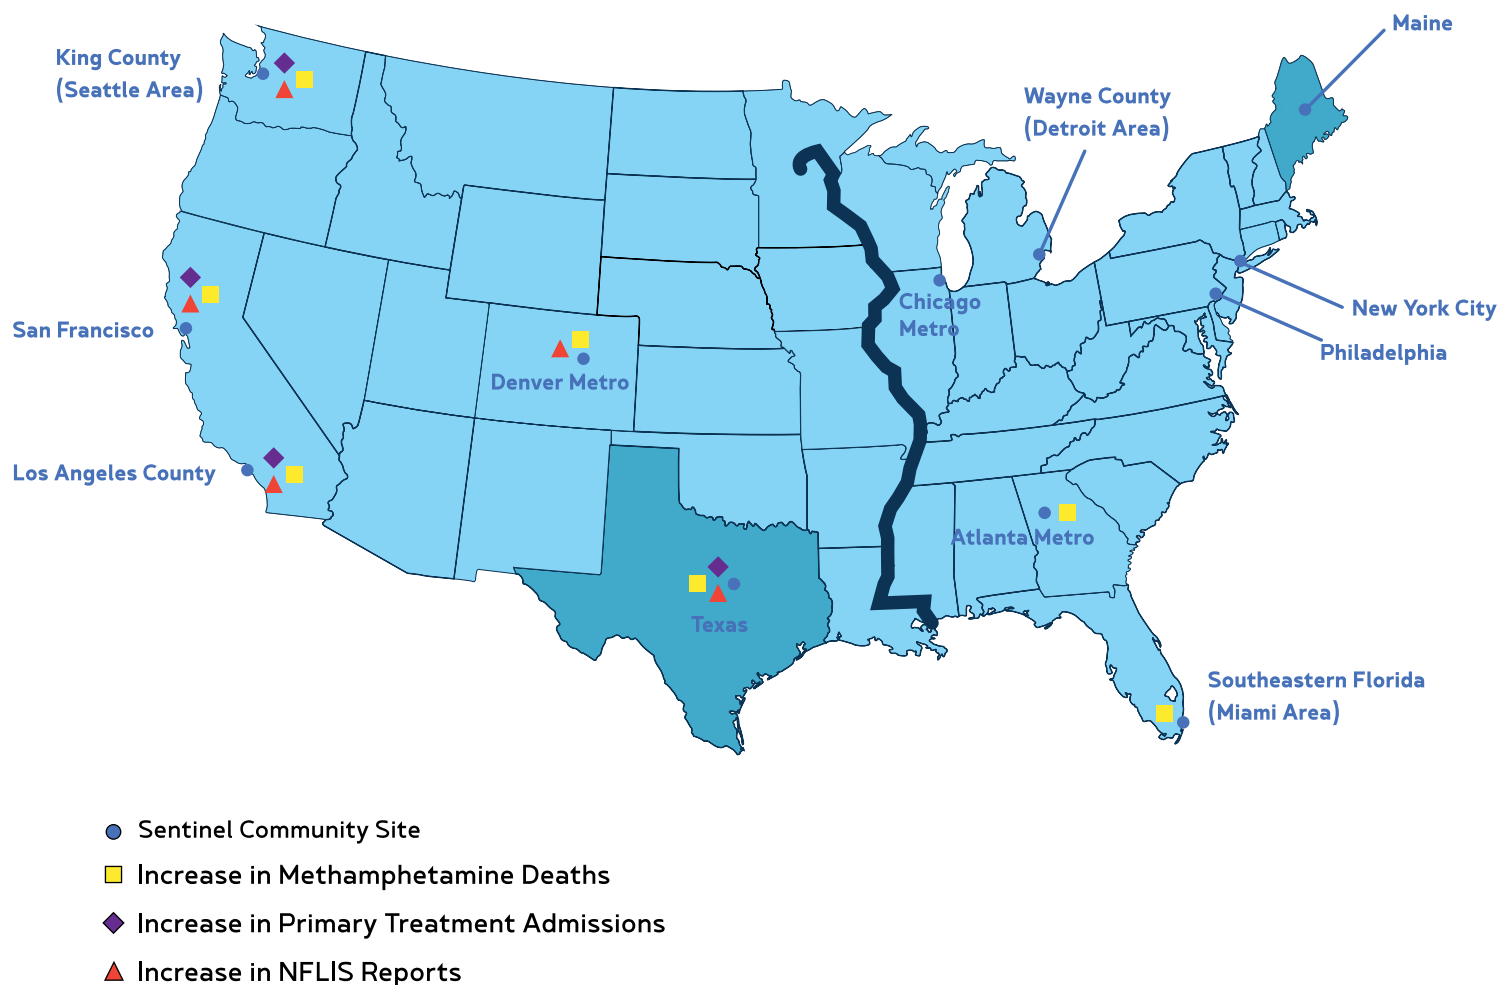 Maine
King County
(Seattle Area)
Wayne County
(Detroit Area)
Chicago
Metro
New York City
San Francisco
Philadelphia
Denver Metro
Los Angeles County
Atlanta Metro
Texas
Southeastern Florida
(Miami Area)
Sentinel Community Site
Increase in Methamphetamine Deaths
Increase in Primary Treatment Admissions
Increase in NFLIS Reports